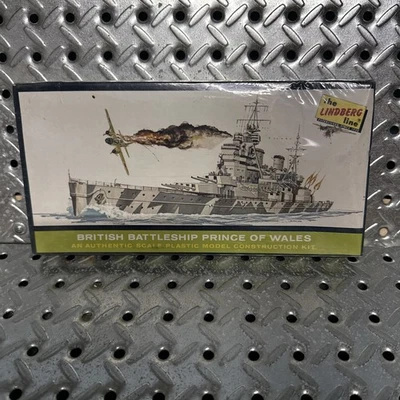 The
LINDBERG
line
BRITISH BATTLESHIP PRINCE OF WALES
AN AUTHENTIC SCALE PLASTIC MODEL CONSTRUCTION KIT